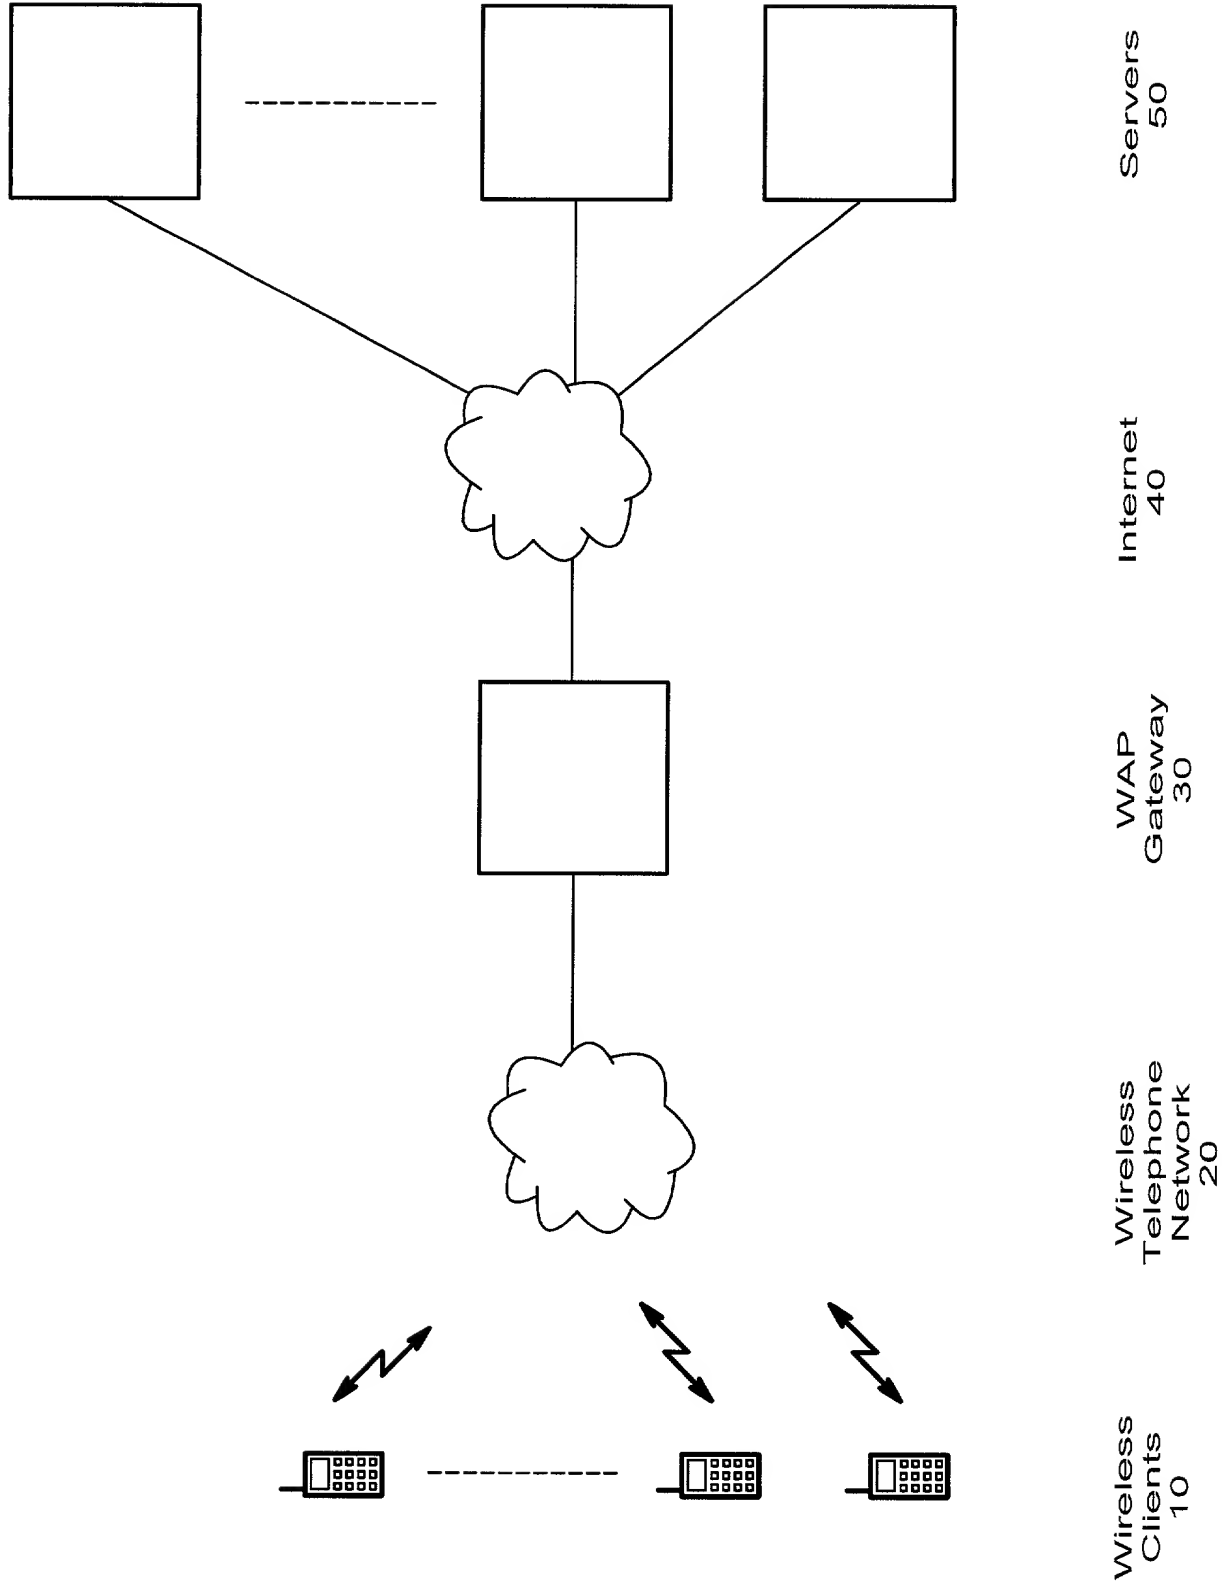 Wireless
Clients
10
Wireless
Telephone
Network
20
WAP
Gateway
30
Internet
40
Servers
50